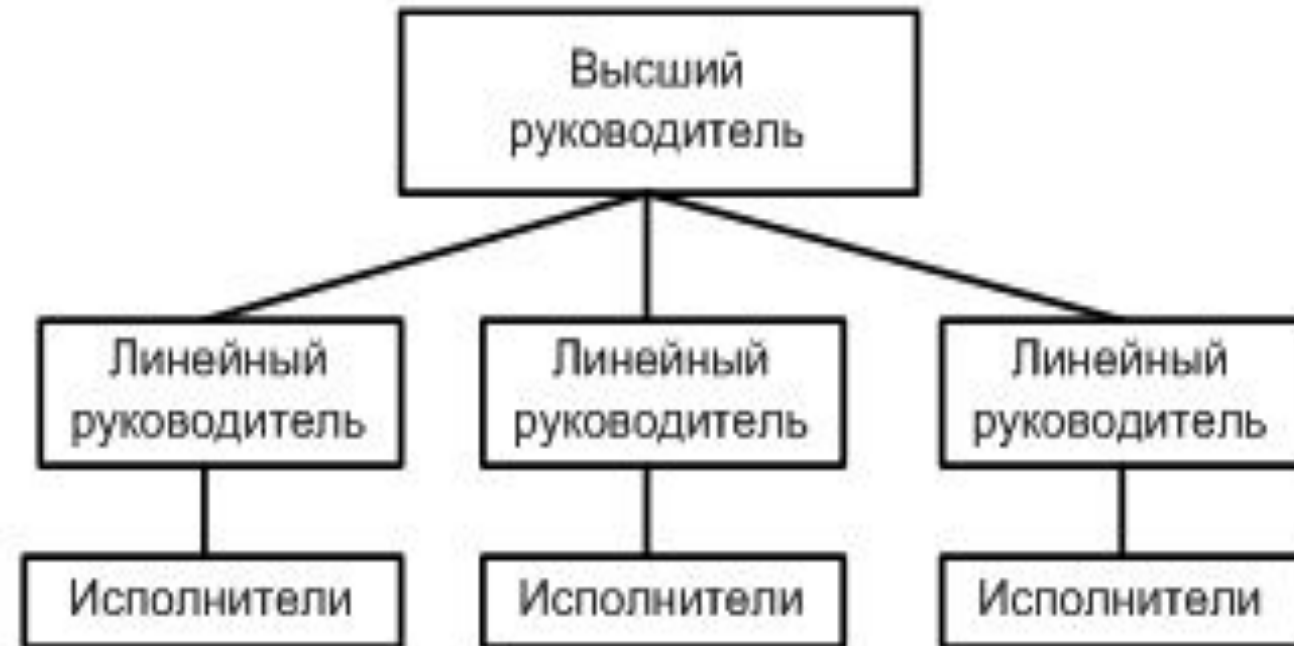 Высший
руководитель
Линейный
руководитель
Линейный
руководитель
Линейный
руководитель
Исполнители
Исполнители
Исполнители